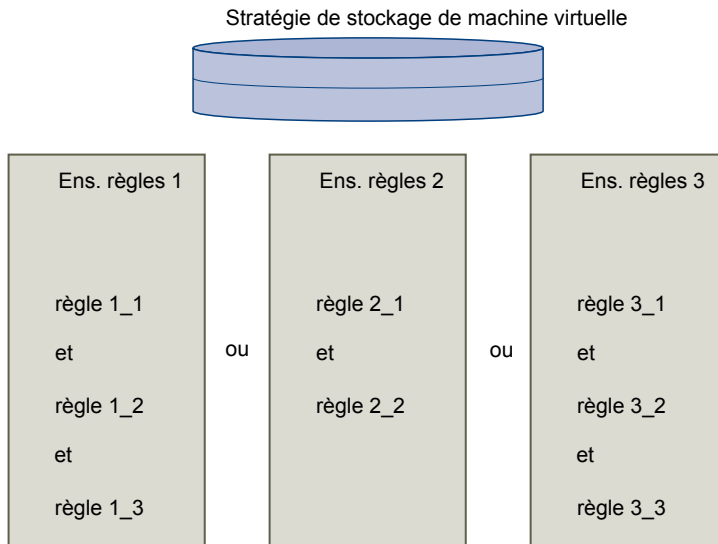 Stratégie de stockage de machine virtuelle
Ens. règles 1
règle 1_1
et
règle 1_2
et
règle 1_3
ou
Ens. règles 2
règle 2_1
et
règle 2_2
ou
Ens. règles 3
règle 3_1
et
règle 3_2
et
règle 3_3